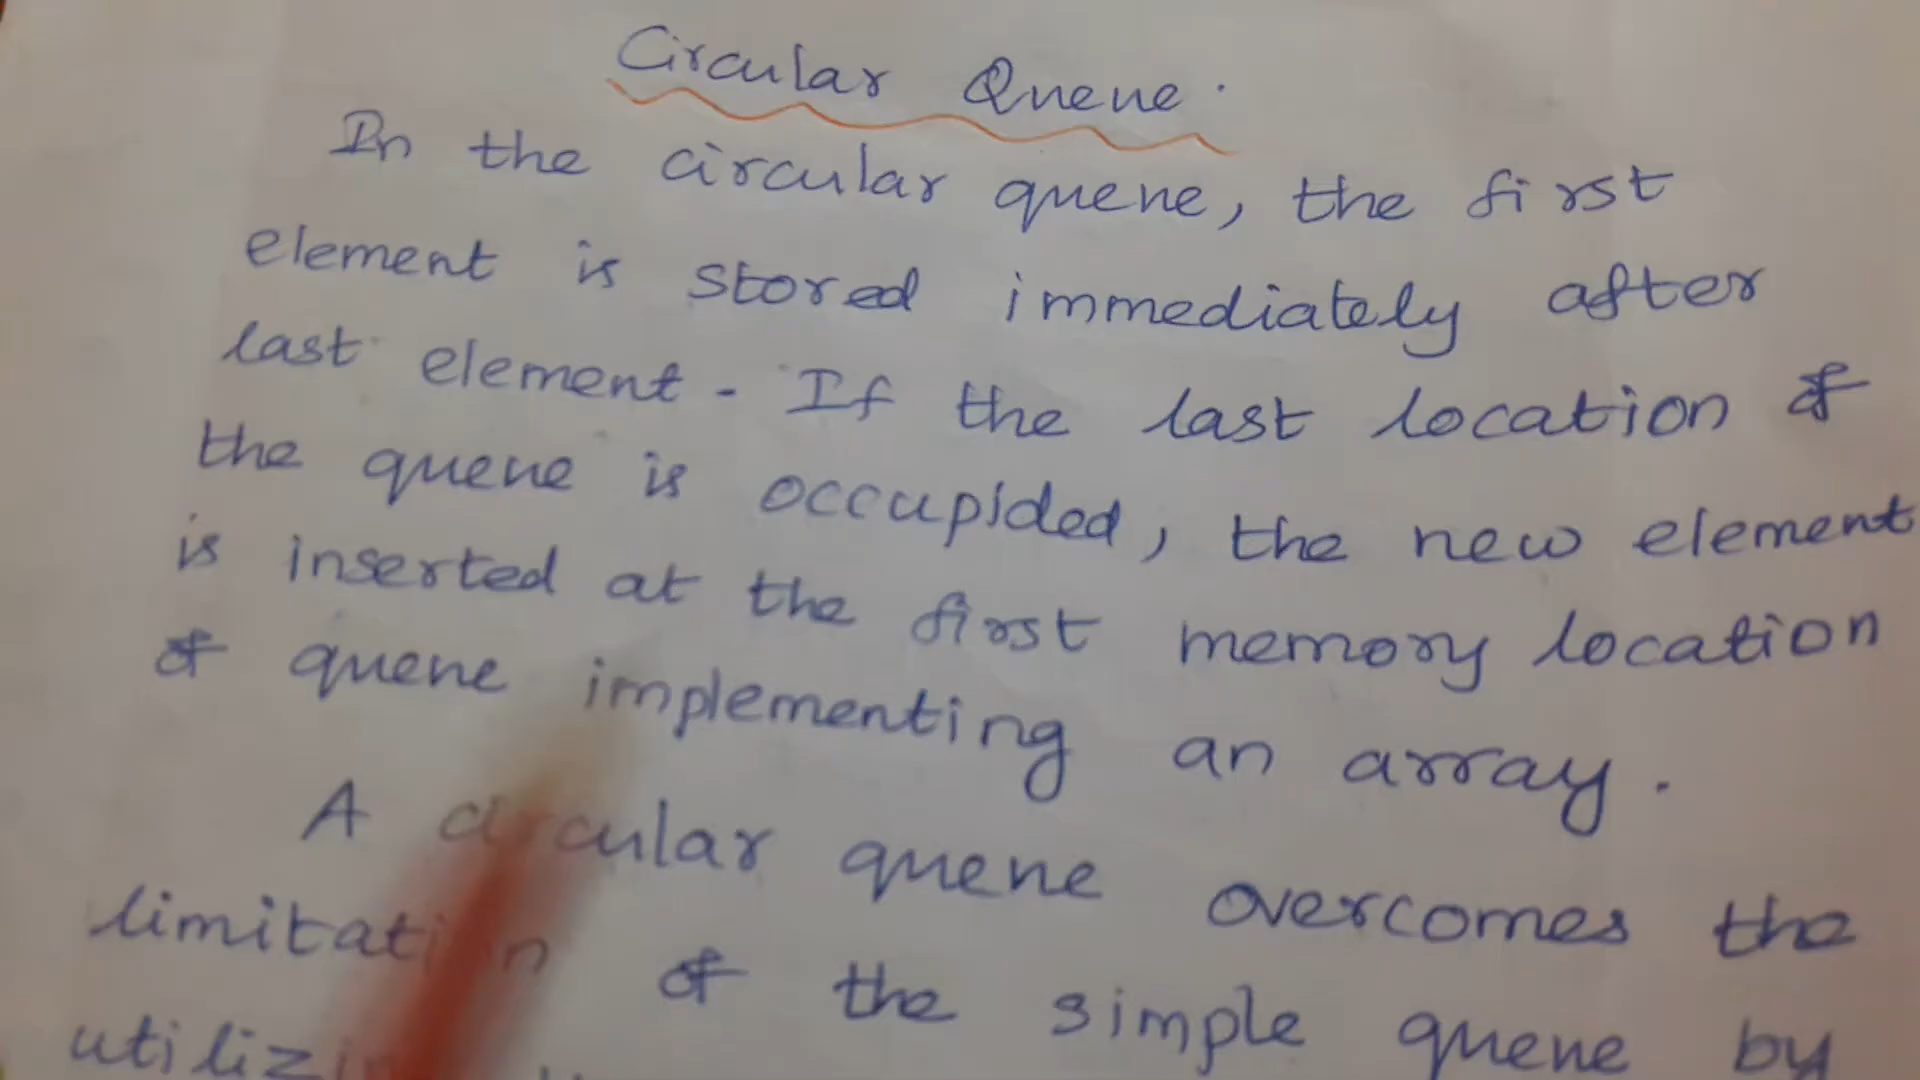 Circular Queue.
In the circular queue, the first
element is stored immediately after
last element. If the last location of
the queue is occupided, the new element
is inserted at the first memory location
of queue implementing an array.
A circular queue overcomes the
limitation of the simple queue by